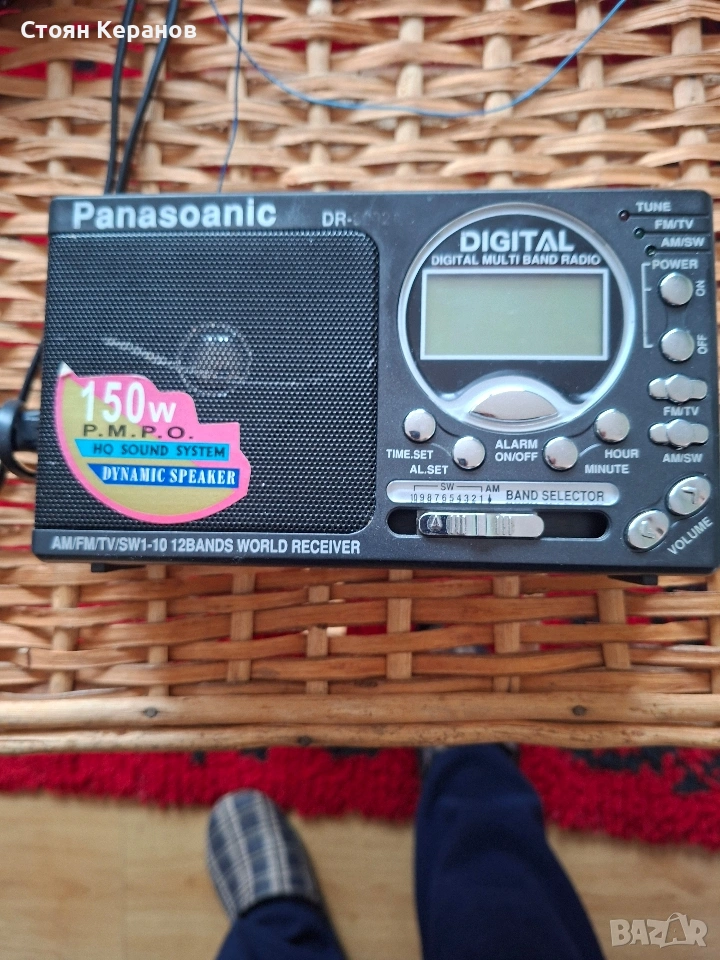 Стоян Керанов
Panasoanic
DIGITAL
DIGITAL MULTI BAND RADIO
TUNE
FM/TV
AM/SW
POWER
ON
OFF
FM/TV
AM/SW
150W
P.M.P.O.
HQ SOUND SYSTEM
DYNAMIC SPEAKER
TIME.SET
AL.SET
ALARM
ON/OFF
HOUR
MINUTE
SW AM
10 9 8 7 6 5 4 3 2 1
BAND SELECTOR
VOLUME
AM/FM/TV/SW1-10 12BANDS WORLD RECEIVER
BAZAR